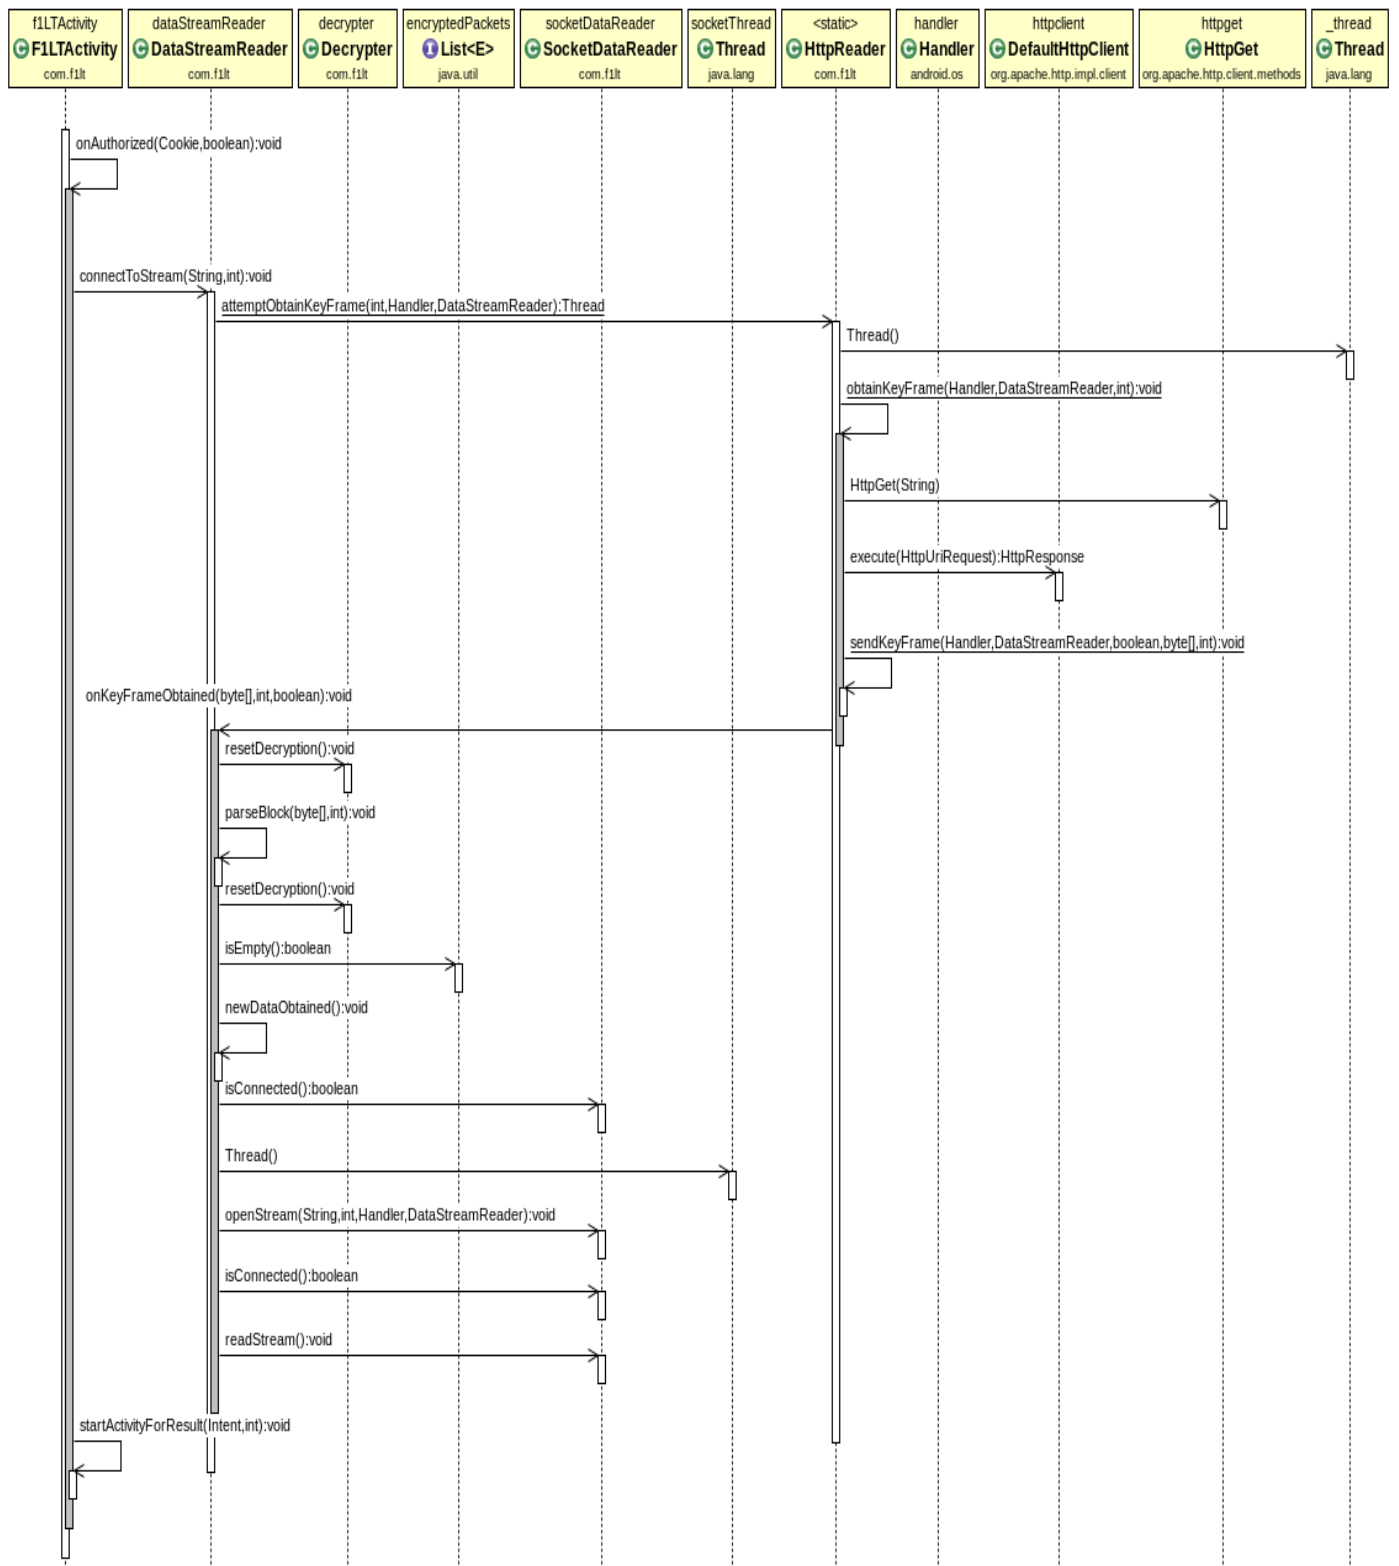 f1LTActivity
F1LTActivity
com.f1lt
dataStreamReader
DataStreamReader
com.f1lt
decrypter
Decrypter
com.f1lt
encryptedPackets
List<E>
java.util
socketDataReader
SocketDataReader
com.f1lt
socketThread
Thread
java.lang
<static>
HttpReader
com.f1lt
handler
Handler
android.os
httpclient
DefaultHttpClient
org.apache.http.impl.client
httpget
HttpGet
org.apache.http.client.methods
_thread
Thread
java.lang
onAuthorized(Cookie,boolean):void
connectToStream(String,int):void
attemptObtainKeyFrame(int,Handler,DataStreamReader):Thread
Thread()
obtainKeyFrame(Handler,DataStreamReader,int):void
HttpGet(String)
execute(HttpUriRequest):HttpResponse
sendKeyFrame(Handler,DataStreamReader,boolean,byte[],int):void
onKeyFrameObtained(byte[],int,boolean):void
resetDecryption():void
parseBlock(byte[],int):void
resetDecryption():void
isEmpty():boolean
newDataObtained():void
isConnected():boolean
Thread()
openStream(String,int,Handler,DataStreamReader):void
isConnected():boolean
readStream():void
startActivityForResult(Intent,int):void